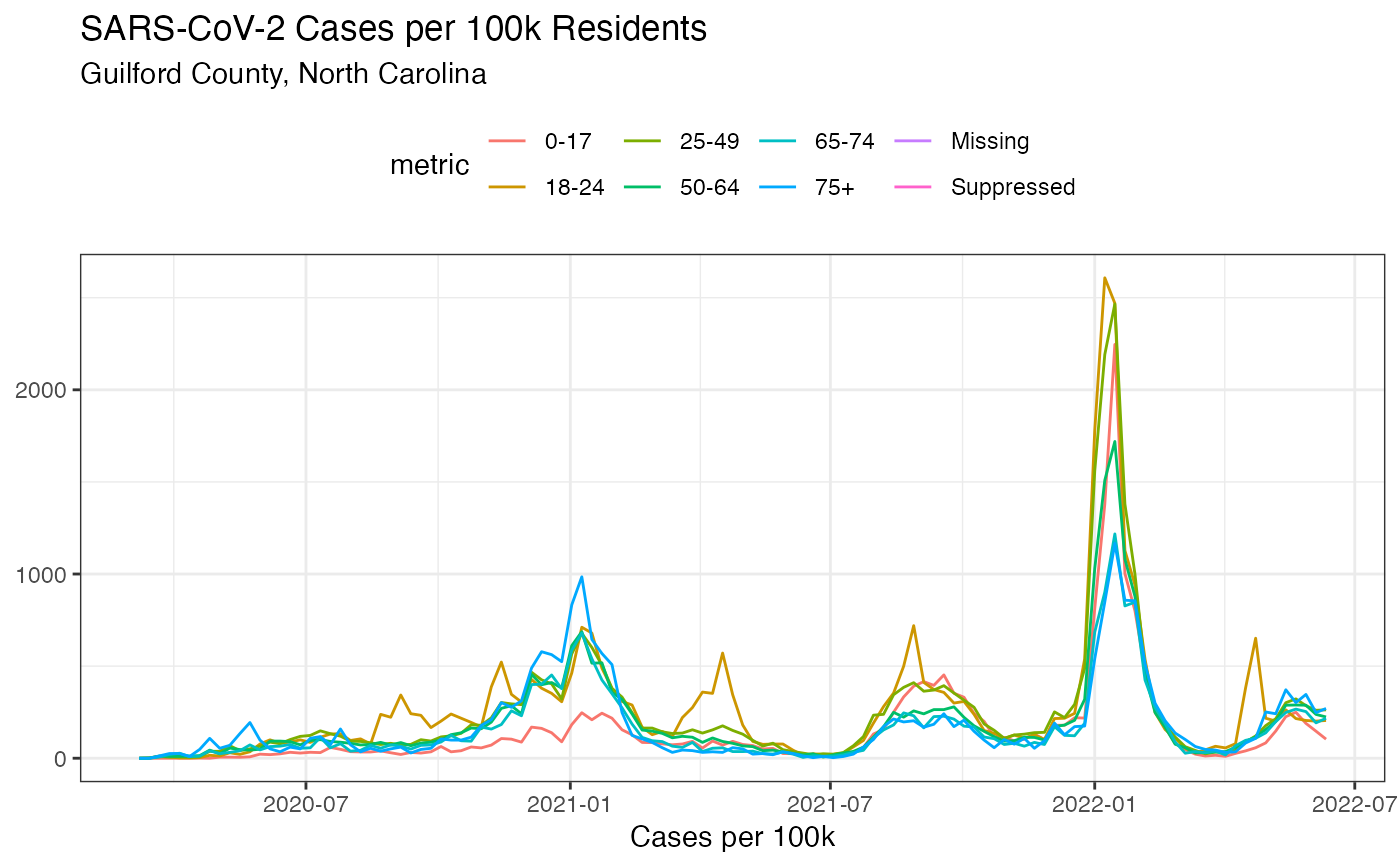 SARS-CoV-2 Cases per 100k Residents
Guilford County, North Carolina
metric
0-17 25-49 65-74 Missing
18-24 50-64 75+ Suppressed
2000
1000
0
2020-07 2021-01 2021-07 2022-01 2022-07
Cases per 100k